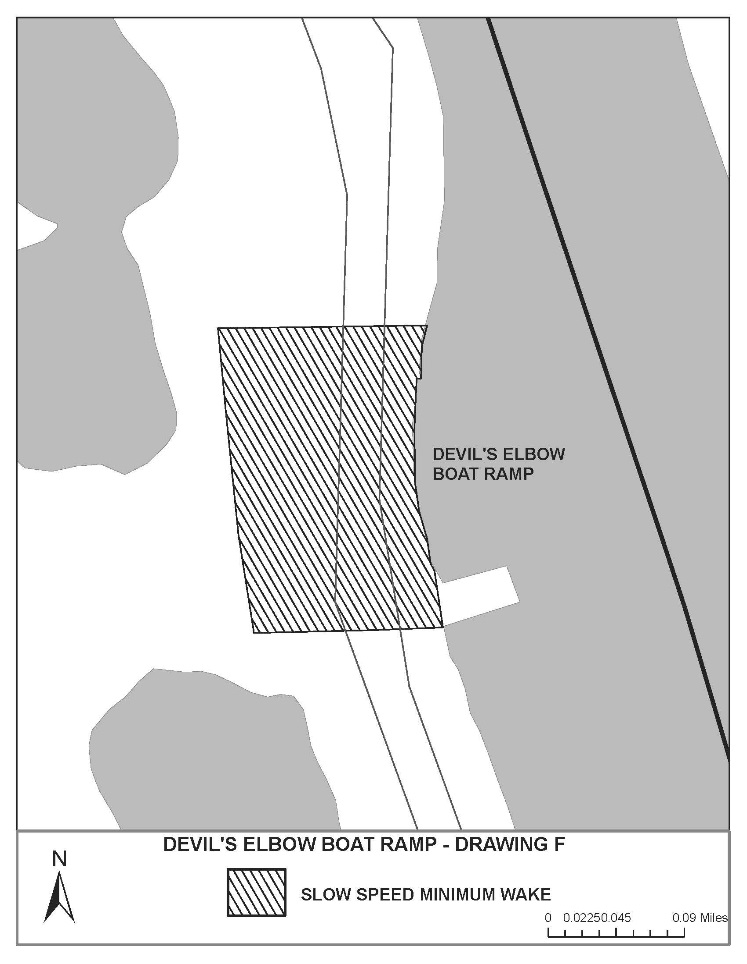 DEVIL'S ELBOW
BOAT RAMP
DEVIL'S ELBOW BOAT RAMP - DRAWING F
N
SLOW SPEED MINIMUM WAKE
0 0.02250.045 0.09 Miles